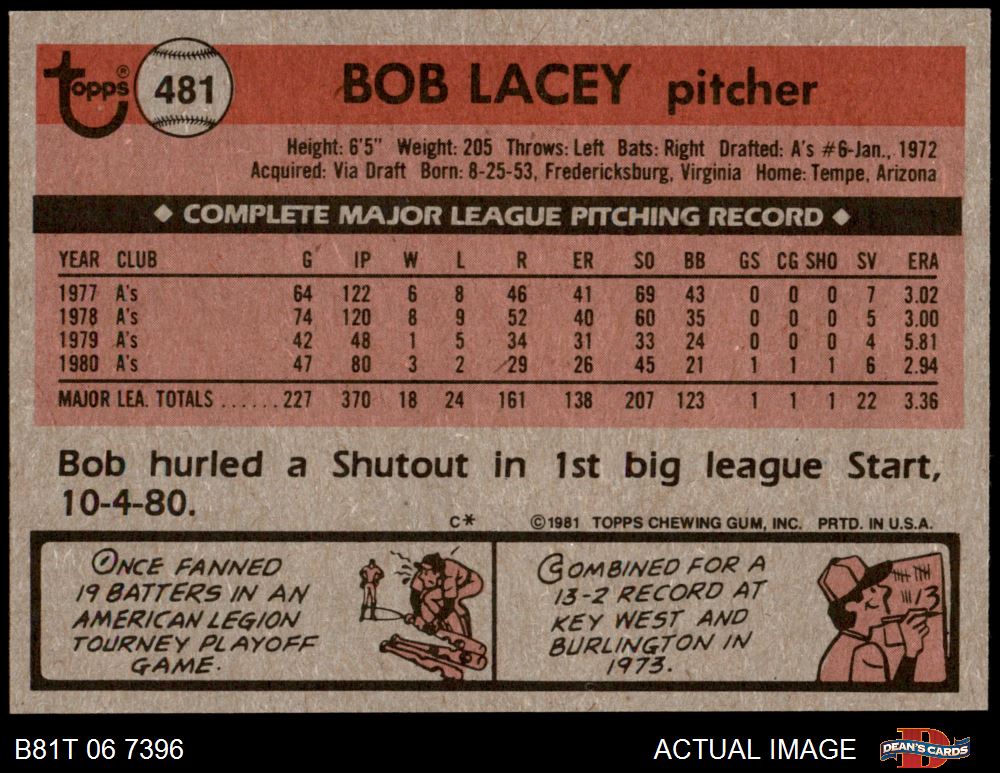 topps®
481
BOB LACEY pitcher
Height: 6'5" Weight: 205 Throws: Left Bats: Right Drafted: A's #6-Jan., 1972
Acquired: Via Draft Born: 8-25-53, Fredericksburg, Virginia Home: Tempe, Arizona
◆ COMPLETE MAJOR LEAGUE PITCHING RECORD ◆
YEAR CLUB G IP W L R ER SO BB GS CG SHO SV ERA
1977 A's 64 122 6 8 46 41 69 43 0 0 0 7 3.02
1978 A's 74 120 8 9 52 40 60 35 0 0 0 5 3.00
1979 A's 42 48 1 5 34 31 33 24 0 0 0 4 5.81
1980 A's 47 80 3 2 29 26 45 21 1 1 1 6 2.94
MAJOR LEA. TOTALS ......227 370 18 24 161 138 207 123 1 1 1 22 3.36
Bob hurled a Shutout in 1st big league Start,
10-4-80.
C* ©1981 TOPPS CHEWING GUM, INC. PRTD. IN U.S.A.
ONCE FANNED
19 BATTERS IN AN
AMERICAN LEGION
TOURNEY PLAYOFF
GAME.
COMBINED FOR A
13-2 RECORD AT
KEY WEST AND
BURLINGTON IN
1973.
13
B81T 06 7396
ACTUAL IMAGE
DEAN'S CARDS